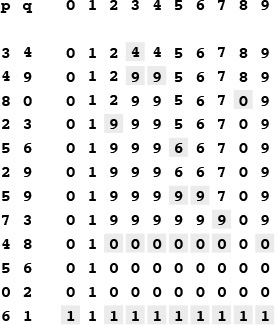 p q 0 1 2 3 4 5 6 7 8 9
3 4 0 1 2 4 4 5 6 7 8 9
4 9 0 1 2 9 9 5 6 7 8 9
8 0 0 1 2 9 9 5 6 7 0 9
2 3 0 1 9 9 9 5 6 7 0 9
5 6 0 1 9 9 9 6 6 7 0 9
2 9 0 1 9 9 9 6 6 7 0 9
5 9 0 1 9 9 9 9 9 7 0 9
7 3 0 1 9 9 9 9 9 9 0 9
4 8 0 1 0 0 0 0 0 0 0 0
5 6 0 1 0 0 0 0 0 0 0 0
0 2 0 1 0 0 0 0 0 0 0 0
6 1 1 1 1 1 1 1 1 1 1 1